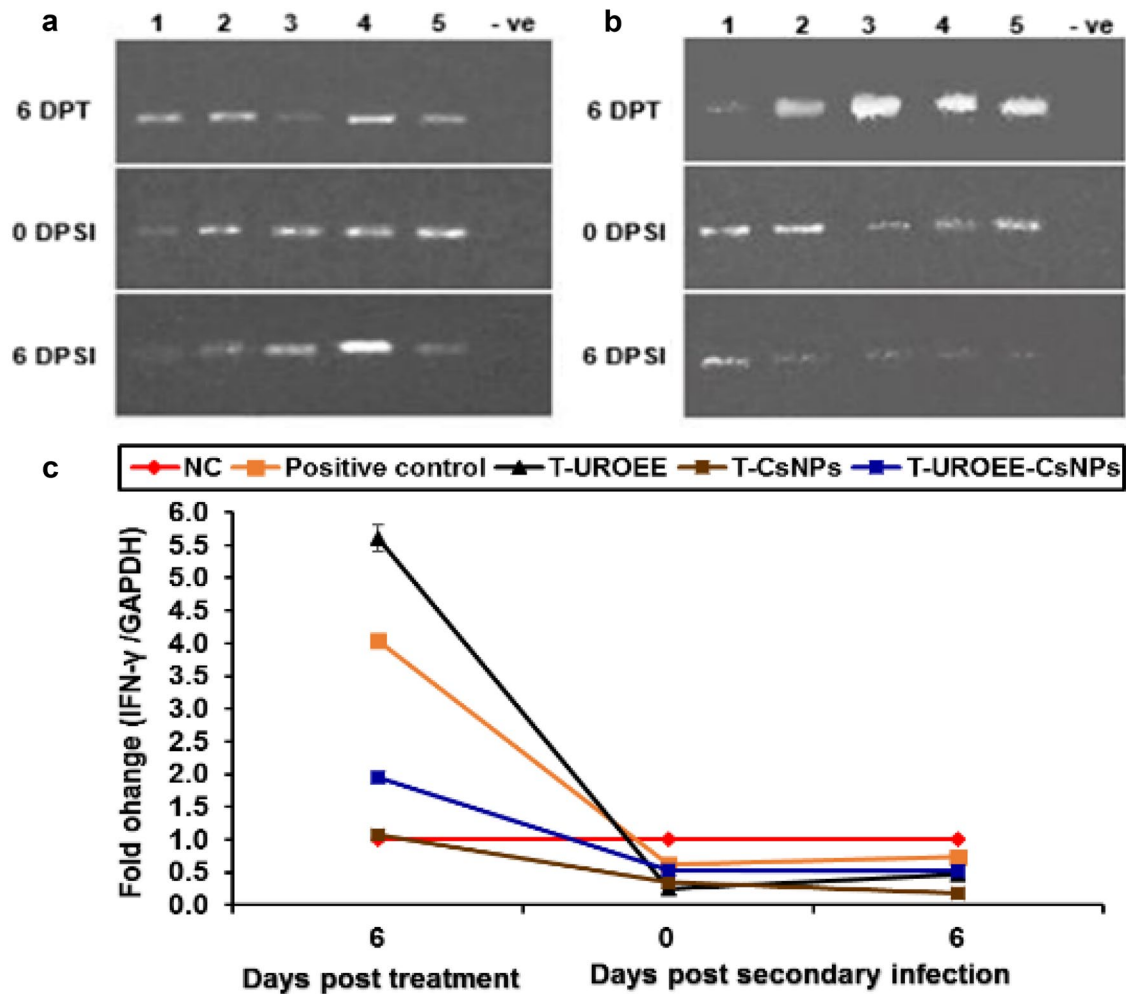 a 1 2 3 4 5 - ve b 1 2 3 4 5 - ve
6 DPT 6 DPT
0 DPSI 0 DPSI
6 DPSI 6 DPSI
c NC Positive control T-UROEE T-CsNPs T-UROEE-CsNPs
Fold ohange (IFN-γ /GAPDH)
6.0
5.5
5.0
4.5
4.0
3.5
3.0
2.5
2.0
1.5
1.0
0.5
0.0
6 0 6
Days post treatment Days post secondary infection